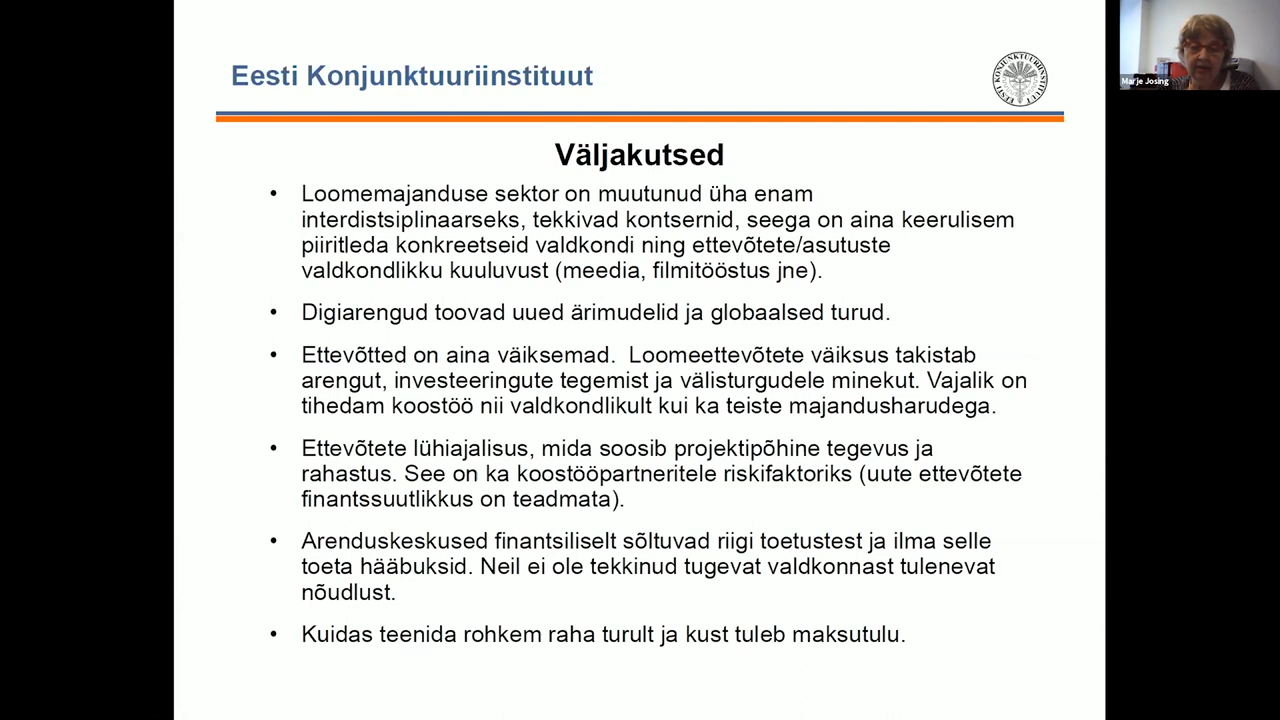 Eesti Konjunktuuriinstituut
Marje Josing
Väljakutsed
• Loomemajanduse sektor on muutunud üha enam
interdistsiplinaarseks, tekkivad kontsernid, seega on aina keerulisem
piiritleda konkreetseid valdkondi ning ettevõtete/asutuste
valdkondlikku kuuluvust (meedia, filmitööstus jne).
• Digiarengud toovad uued ärimudelid ja globaalsed turud.
• Ettevõtted on aina väiksemad. Loomeettevõtete väiksus takistab
arengut, investeeringute tegemist ja välisturgudele minekut. Vajalik on
tihedam koostöö nii valdkondlikult kui ka teiste majandusharudega.
• Ettevõtete lühiajalisus, mida soosib projektipõhine tegevus ja
rahastus. See on ka koostööpartneritele riskifaktoriks (uute ettevõtete
finantssuutlikkus on teadmata).
• Arenduskeskused finantsiliselt sõltuvad riigi toetustest ja ilma selle
toeta hääbuksid. Neil ei ole tekkinud tugevat valdkonnast tulenevat
nõudlust.
• Kuidas teenida rohkem raha turult ja kust tuleb maksutulu.